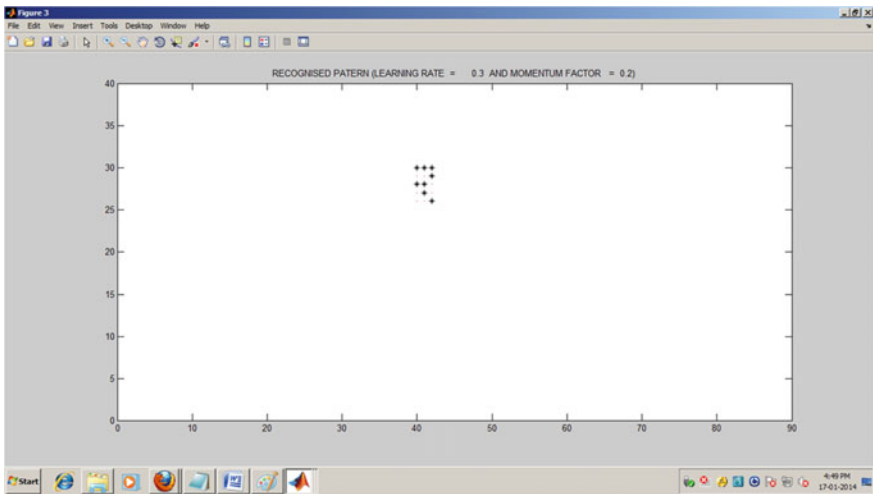 Figure 3
File Edit View Insert Tools Desktop Window Help
RECOGNISED PATERN (LEARNING RATE = 0.3 AND MOMENTUM FACTOR = 0.2)
40
35
30
25
20
15
10
5
0
0 10 20 30 40 50 60 70 80 90
Start
4:49 PM
17-01-2014